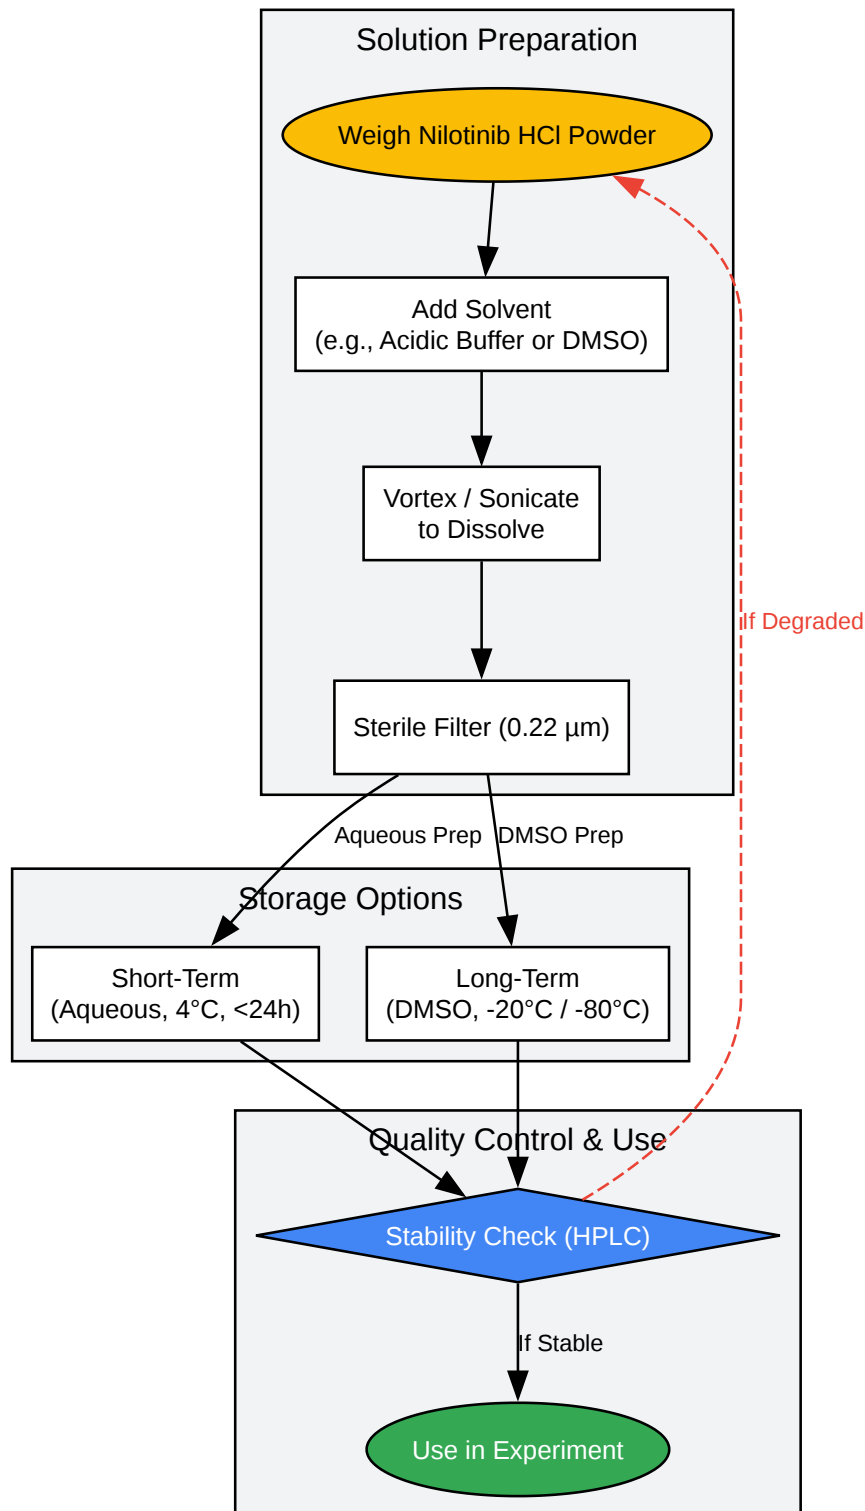 Solution Preparation
Weigh Nilotinib HCl Powder
Add Solvent
(e.g., Acidic Buffer or DMSO)
Vortex / Sonicate
to Dissolve
If Degraded
Sterile Filter (0.22 µm)
Aqueous Prep
DMSO Prep
Storage Options
Short-Term
(Aqueous, 4°C, <24h)
Long-Term
(DMSO, -20°C / -80°C)
Quality Control & Use
Stability Check (HPLC)
If Stable
Use in Experiment